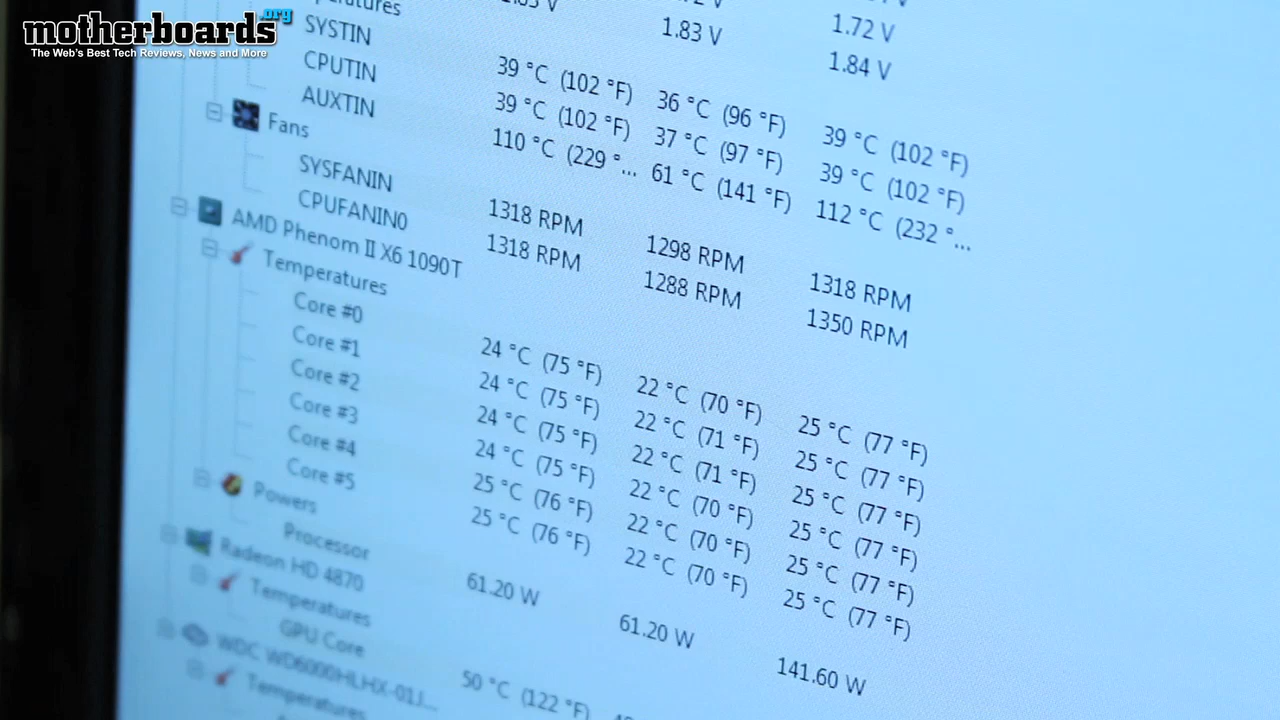 motherboards.org
The Web's Best Tech Reviews, News and More
1.83 V 1.72 V
SYSTIN 1.84 V
CPUTIN 39 °C (102 °F) 36 °C (96 °F) 39 °C (102 °F)
AUXTIN 39 °C (102 °F) 37 °C (97 °F) 39 °C (102 °F)
Fans 110 °C (229 °... 61 °C (141 °F) 112 °C (232 °...
SYSFANIN 1318 RPM 1298 RPM 1318 RPM
CPUFANIN0 1318 RPM 1288 RPM 1350 RPM
AMD Phenom II X6 1090T
Temperatures
Core #0 24 °C (75 °F) 22 °C (70 °F) 25 °C (77 °F)
Core #1 24 °C (75 °F) 22 °C (71 °F) 25 °C (77 °F)
Core #2 24 °C (75 °F) 22 °C (71 °F) 25 °C (77 °F)
Core #3 24 °C (75 °F) 22 °C (70 °F) 25 °C (77 °F)
Core #4 25 °C (76 °F) 22 °C (70 °F) 25 °C (77 °F)
Core #5 25 °C (76 °F) 22 °C (70 °F) 25 °C (77 °F)
Powers
Processor 61.20 W 61.20 W 141.60 W
Radeon HD 4870
Temperatures
GPU Core 50 °C (122 °F)
WDC WD6000HLHX-01J...
Temperatures